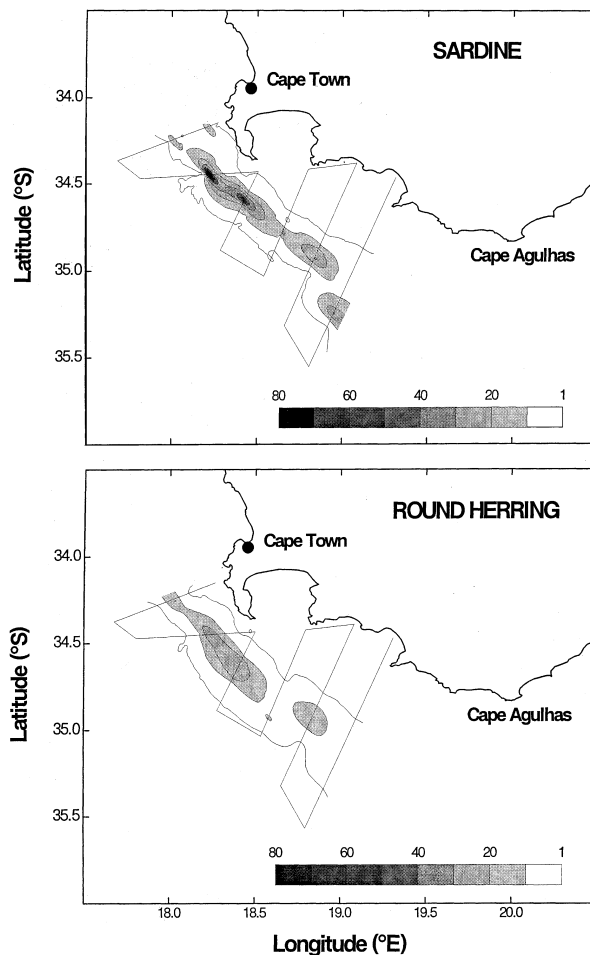 SARDINE
Cape Town
34.0
34.5
35.0
35.5
Latitude (°S)
Cape Agulhas
80 60 40 20 1
ROUND HERRING
Cape Town
34.0
34.5
35.0
35.5
Latitude (°S)
Cape Agulhas
80 60 40 20 1
18.0 18.5 19.0 19.5 20.0
Longitude (°E)